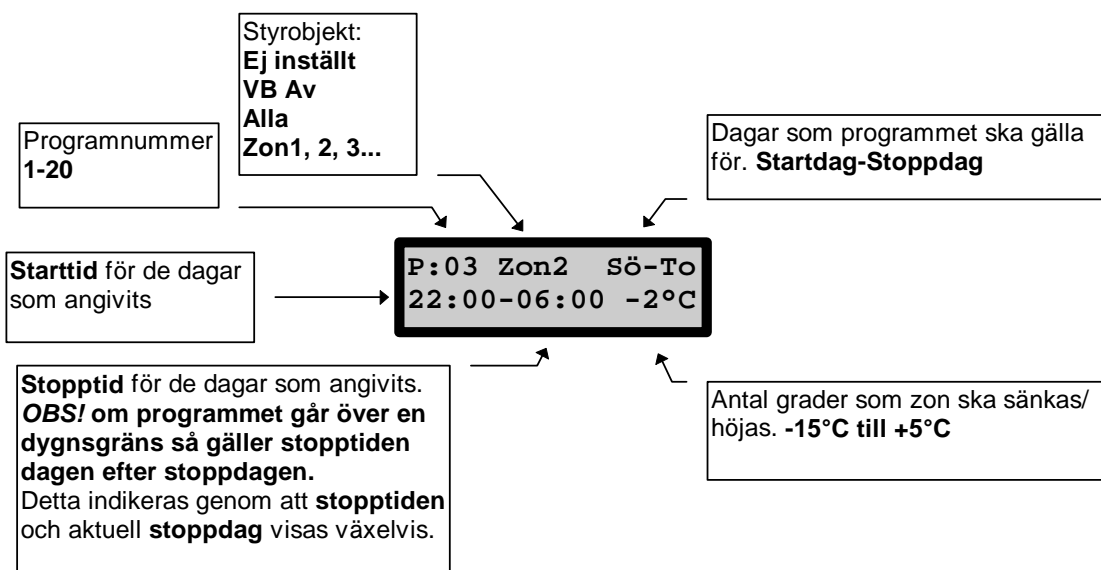 Styrobjekt:
Ej inställt
VB Av
Alla
Zon1, 2, 3...
Programnummer
1-20
Dagar som programmet ska gälla
för. Startdag-Stoppdag
Starttid för de dagar
som angivits
P:03 Zon2 Sö-To
22:00-06:00 -2°C
Stopptid för de dagar som angivits.
OBS! om programmet går över en
dygnsgräns så gäller stopptiden
dagen efter stoppdagen.
Detta indikeras genom att stopptiden
och aktuell stoppdag visas växelvis.
Antal grader som zon ska sänkas/
höjas. -15°C till +5°C